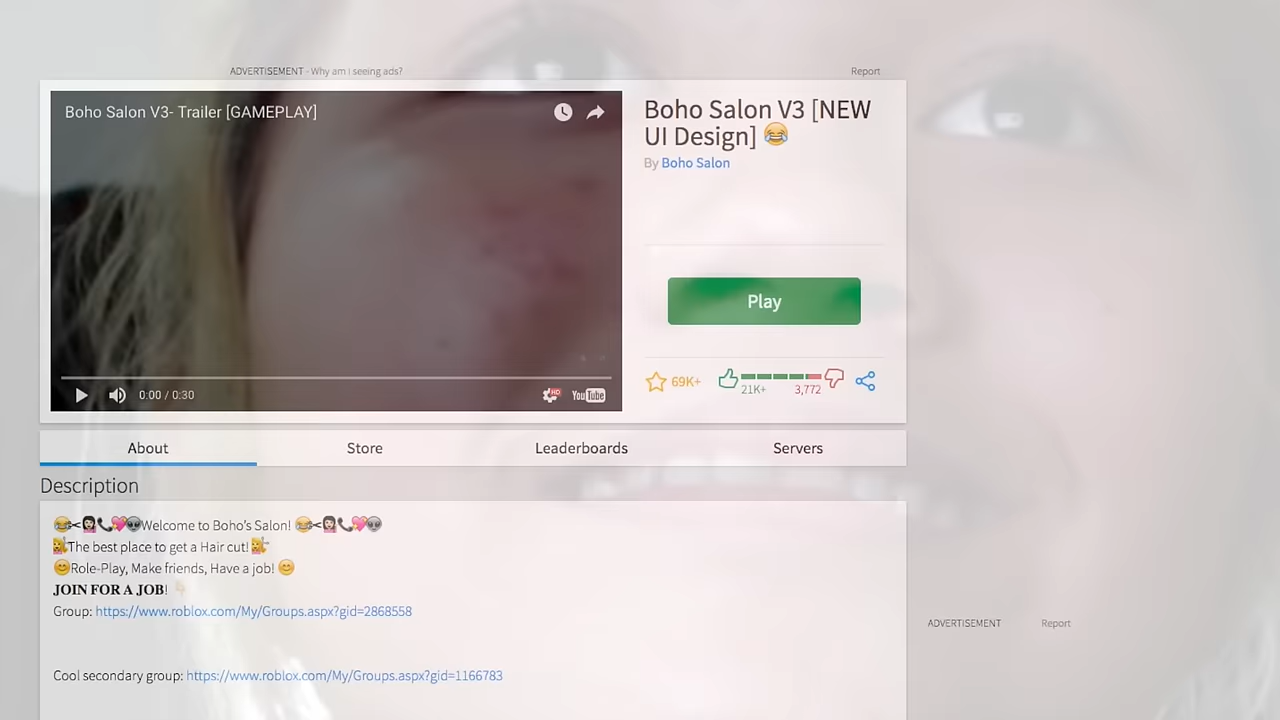 ADVERTISEMENT - Why am I seeing ads?
Report
Boho Salon V3- Trailer [GAMEPLAY]
0:00 / 0:30
HD
YouTube
Boho Salon V3 [NEW
UI Design] 😂
By Boho Salon
Play
69K+
21K+
3,772
About
Store
Leaderboards
Servers
Description
😂✂💇🏻📞💖👽Welcome to Boho's Salon! 😂✂💇🏻📞💖👽
💇The best place to get a Hair cut!💇
😊Role-Play, Make friends, Have a job! 😊
𝐉𝐎𝐈𝐍 𝐅𝐎𝐑 𝐀 𝐉𝐎𝐁! 👇🏻
Group: https://www.roblox.com/My/Groups.aspx?gid=2868558
ADVERTISEMENT
Report
Cool secondary group: https://www.roblox.com/My/Groups.aspx?gid=1166783